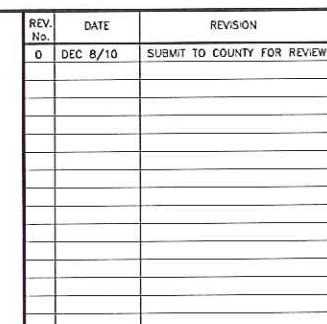 REV. No. DATE REVISION
0 DEC 8/10 SUBMIT TO COUNTY FOR REVIEW